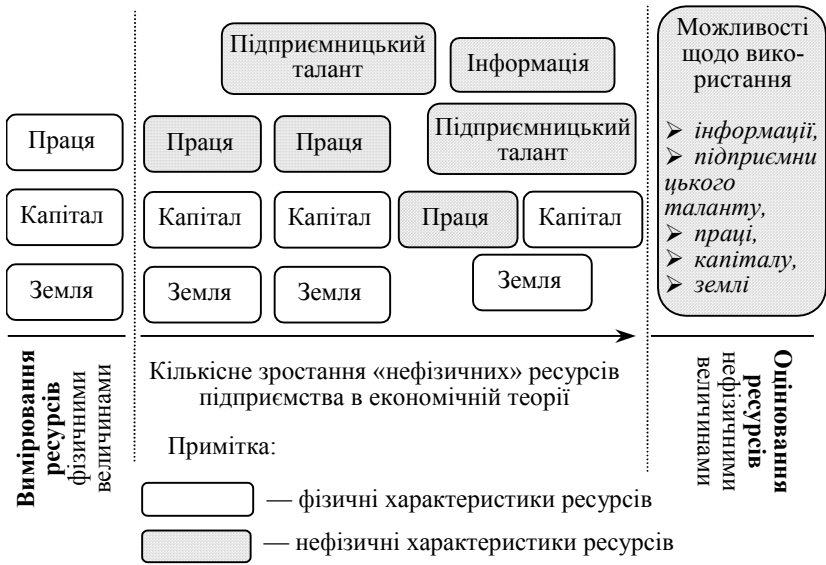 Підприємницький
талант
Інформація
Можливості
щодо вико-
ристання
➢ інформації,
➢ підприємни
цького
таланту,
➢ праці,
➢ капіталу,
➢ землі
Праця
Праця
Праця
Підприємницький
талант
Капітал
Капітал
Капітал
Праця
Капітал
Земля
Земля
Земля
Земля
Вимірювання
ресурсів
фізичними
величинами
Кількісне зростання «нефізичних» ресурсів
підприємства в економічній теорії
Оцінювання
ресурсів
нефізичними
величинами
Примітка:
— фізичні характеристики ресурсів
— нефізичні характеристики ресурсів